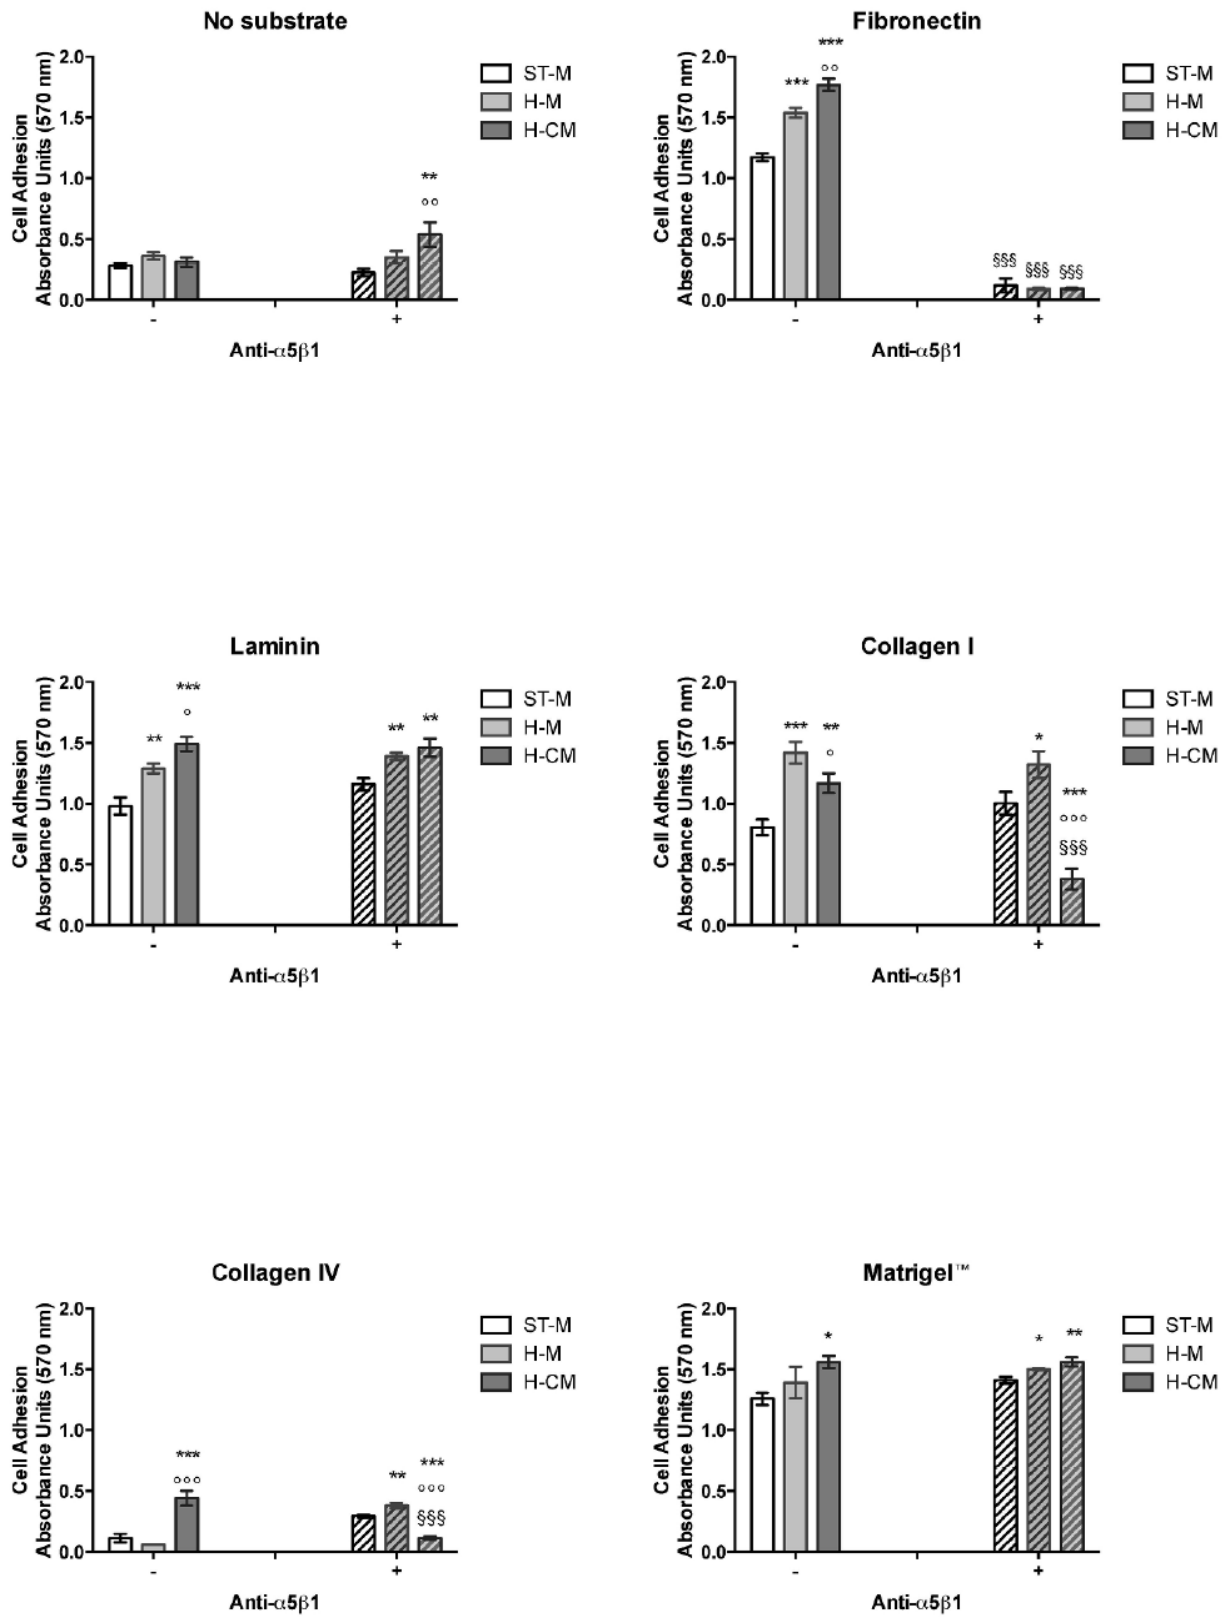 No substrate
Cell Adhesion
Absorbance Units (570 nm)
2.0
1.5
1.0
0.5
0.0
**
°°
-
+
Anti-α5β1
ST-M
H-M
H-CM
Fibronectin
Cell Adhesion
Absorbance Units (570 nm)
2.0
1.5
1.0
0.5
0.0
***
***
°°
§§§
§§§
§§§
-
+
Anti-α5β1
ST-M
H-M
H-CM
Laminin
Cell Adhesion
Absorbance Units (570 nm)
2.0
1.5
1.0
0.5
0.0
**
***
°
**
**
-
+
Anti-α5β1
ST-M
H-M
H-CM
Collagen I
Cell Adhesion
Absorbance Units (570 nm)
2.0
1.5
1.0
0.5
0.0
***
**
°
*
***
°°°
§§§
-
+
Anti-α5β1
ST-M
H-M
H-CM
Collagen IV
Cell Adhesion
Absorbance Units (570 nm)
2.0
1.5
1.0
0.5
0.0
***
°°°
**
***
°°°
§§§
-
+
Anti-α5β1
ST-M
H-M
H-CM
Matrigel™
Cell Adhesion
Absorbance Units (570 nm)
2.0
1.5
1.0
0.5
0.0
*
*
**
-
+
Anti-α5β1
ST-M
H-M
H-CM